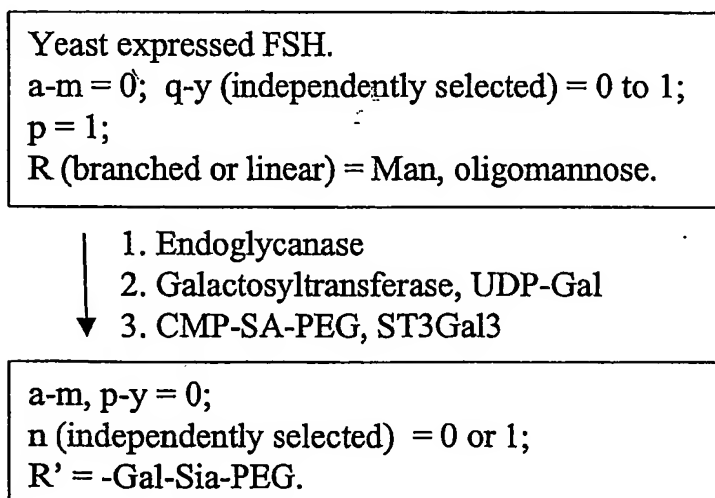 Yeast expressed FSH.
a-m = 0; q-y (independently selected) = 0 to 1;
p = 1;
R (branched or linear) = Man, oligomannose.
1. Endoglycanase
2. Galactosyltransferase, UDP-Gal
3. CMP-SA-PEG, ST3Gal3
a-m, p-y = 0;
n (independently selected) = 0 or 1;
R' = -Gal-Sia-PEG.